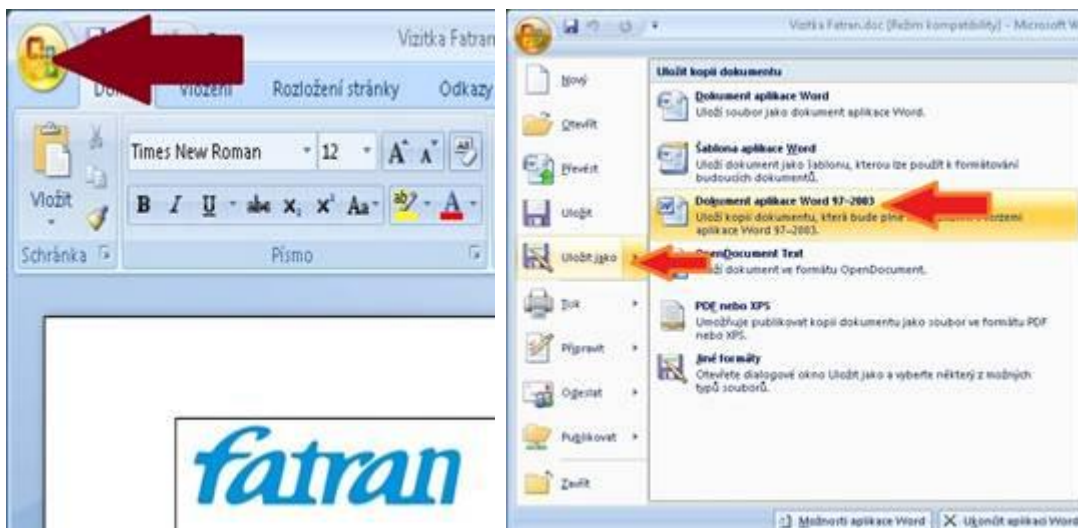 Vizitka Fatran
Vložení
Rozložení stránky
Odkazy
Times New Roman
12
Vložit
Schránka
Písmo
fatran
Vizitka Fatran.doc [Režim kompatibility] - Microsoft W
Nový
Otevřít
Převést
Uložit
Uložit jako
Tisk
Připravit
Odeslat
Publikovat
Zavřít
Uložit kopii dokumentu
Dokument aplikace Word
Uloží soubor jako dokument aplikace Word.
Šablona aplikace Word
Uloží dokument jako šablonu, kterou lze použít k formátování
budoucích dokumentů.
Dokument aplikace Word 97–2003
Uloží kopii dokumentu, která bude plně
aplikace Word 97–2003.
OpenDocument Text
Uloží dokument ve formátu OpenDocument.
PDF nebo XPS
Umožňuje publikovat kopii dokumentu jako soubor ve formátu PDF
nebo XPS.
Jiné formáty
Otevřete dialogové okno Uložit jako a vyberte některý z možných
typů souborů.
Možnosti aplikace Word
Ukončit aplikaci Word